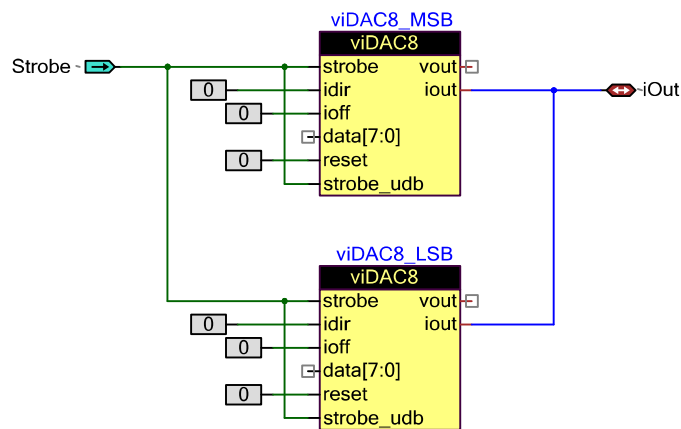 viDAC8_MSB
viDAC8
Strobe strobe vout
0 idir iout iOut
0 ioff
data[7:0]
0 reset
strobe_udb
viDAC8_LSB
viDAC8
strobe vout
0 idir iout
0 ioff
data[7:0]
0 reset
strobe_udb